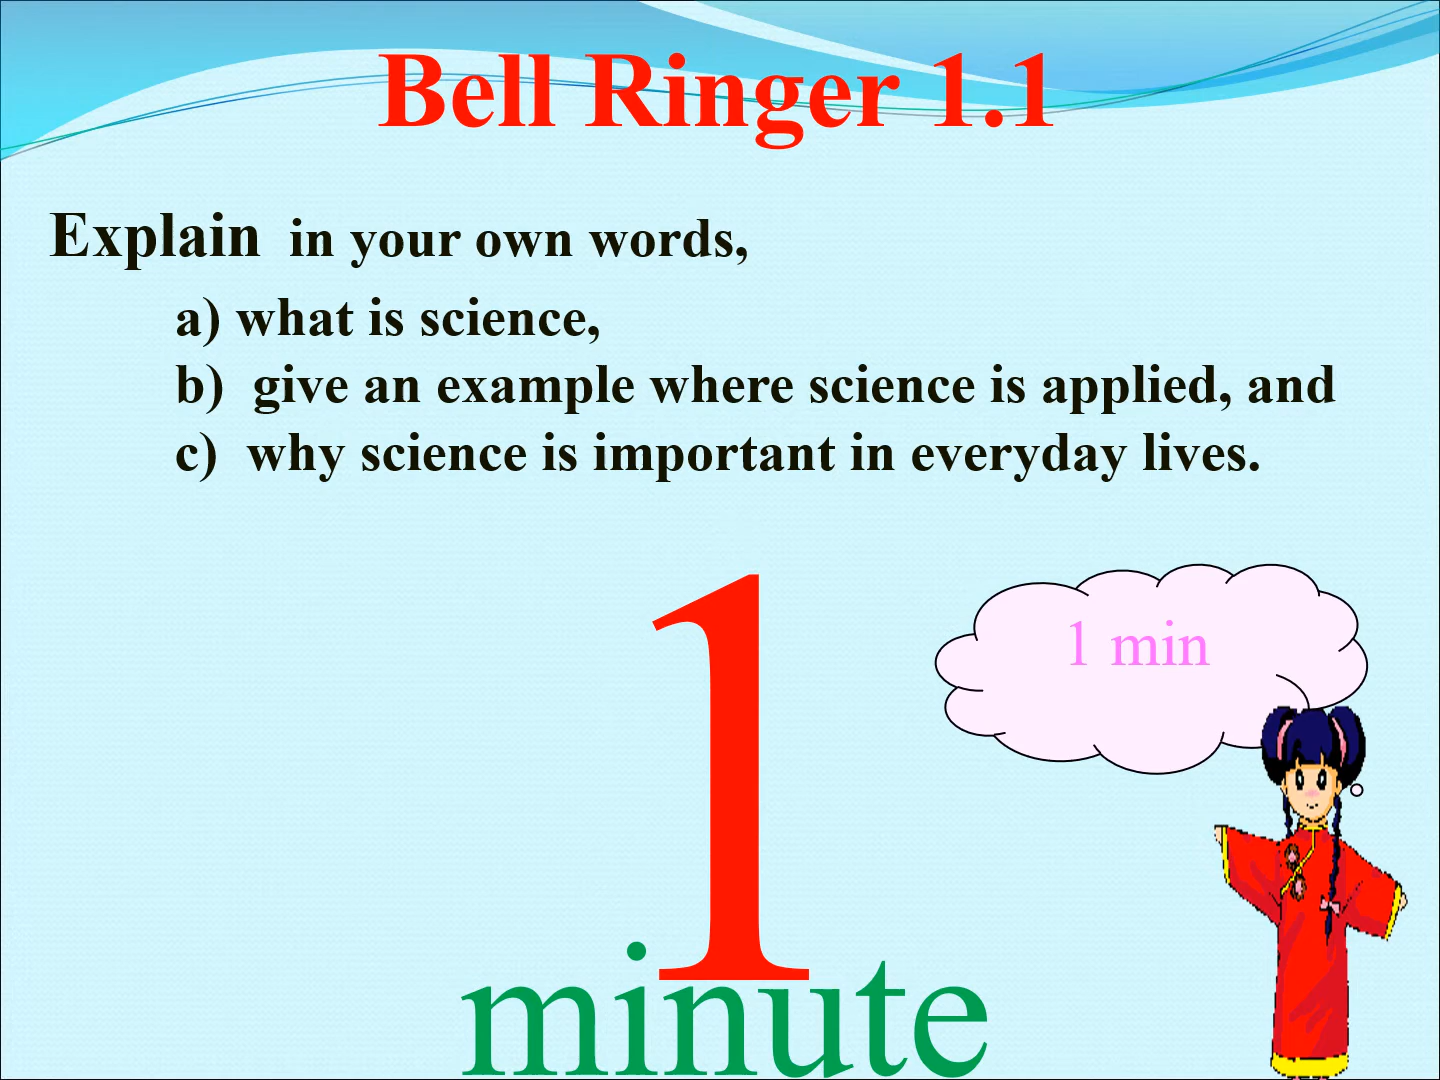 Bell Ringer 1.1
Explain in your own words,
a) what is science,
b) give an example where science is applied, and
c) why science is important in everyday lives.
1 min
1
minute